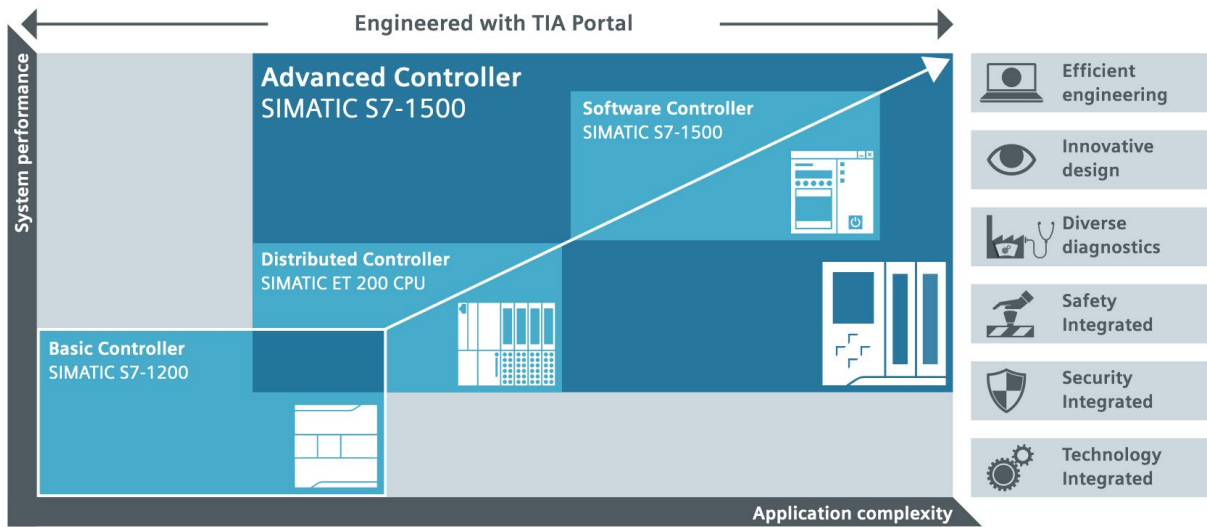 Engineered with TIA Portal
System performance
Advanced Controller
SIMATIC S7-1500
Software Controller
SIMATIC S7-1500
Distributed Controller
SIMATIC ET 200 CPU
Basic Controller
SIMATIC S7-1200
Application complexity
Efficient
engineering
Innovative
design
Diverse
diagnostics
Safety
Integrated
Security
Integrated
Technology
Integrated